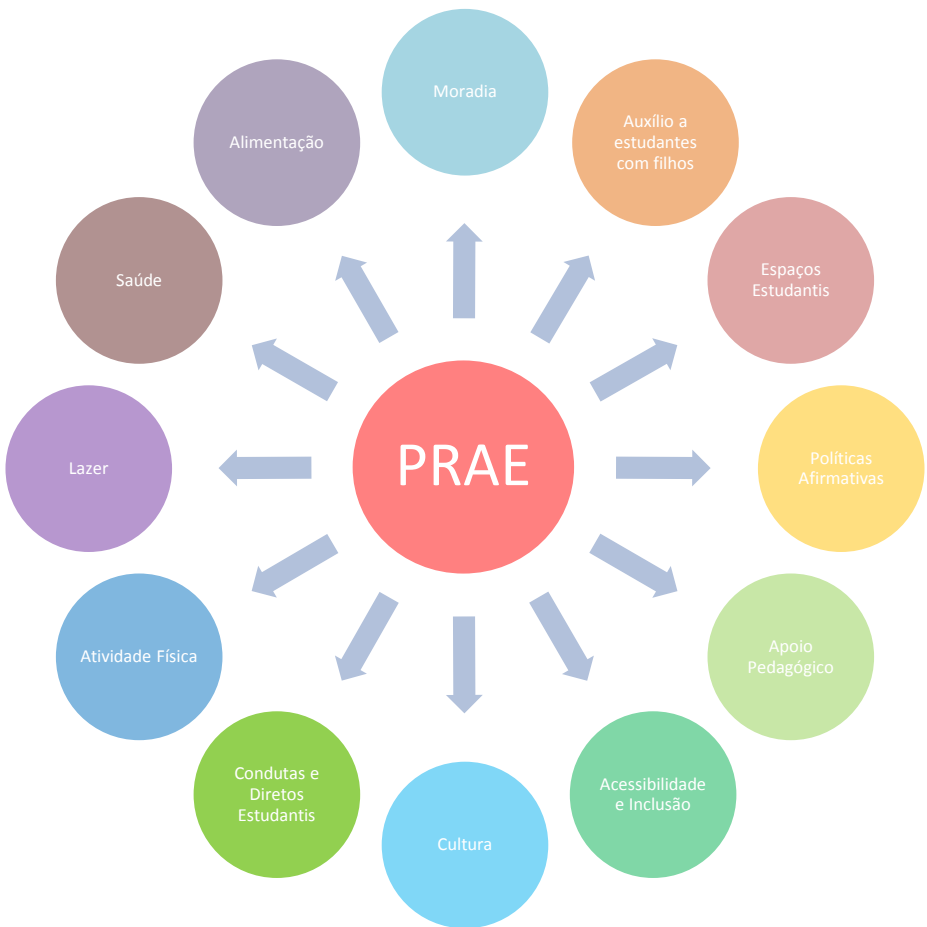 Moradia
Auxílio a
estudantes
com filhos
Espaços
Estudantis
Políticas
Afirmativas
Apoio
Pedagógico
Acessibilidade
e Inclusão
Cultura
Condutas e
Diretos
Estudantis
Atividade Física
Lazer
Saúde
Alimentação
PRAE